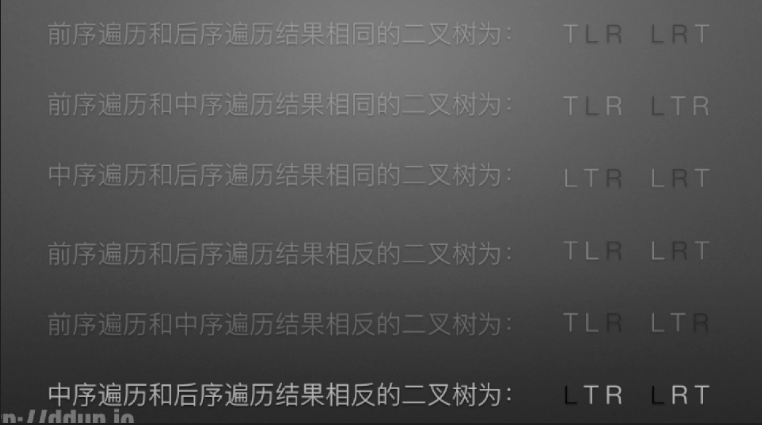 前序遍历和后序遍历结果相同的二叉树为： TLR LRT
前序遍历和中序遍历结果相同的二叉树为： TLR LTR
中序遍历和后序遍历结果相同的二叉树为： LTR LRT
前序遍历和后序遍历结果相反的二叉树为： TLR LRT
前序遍历和中序遍历结果相反的二叉树为： TLR LTR
中序遍历和后序遍历结果相反的二叉树为： LTR LRT